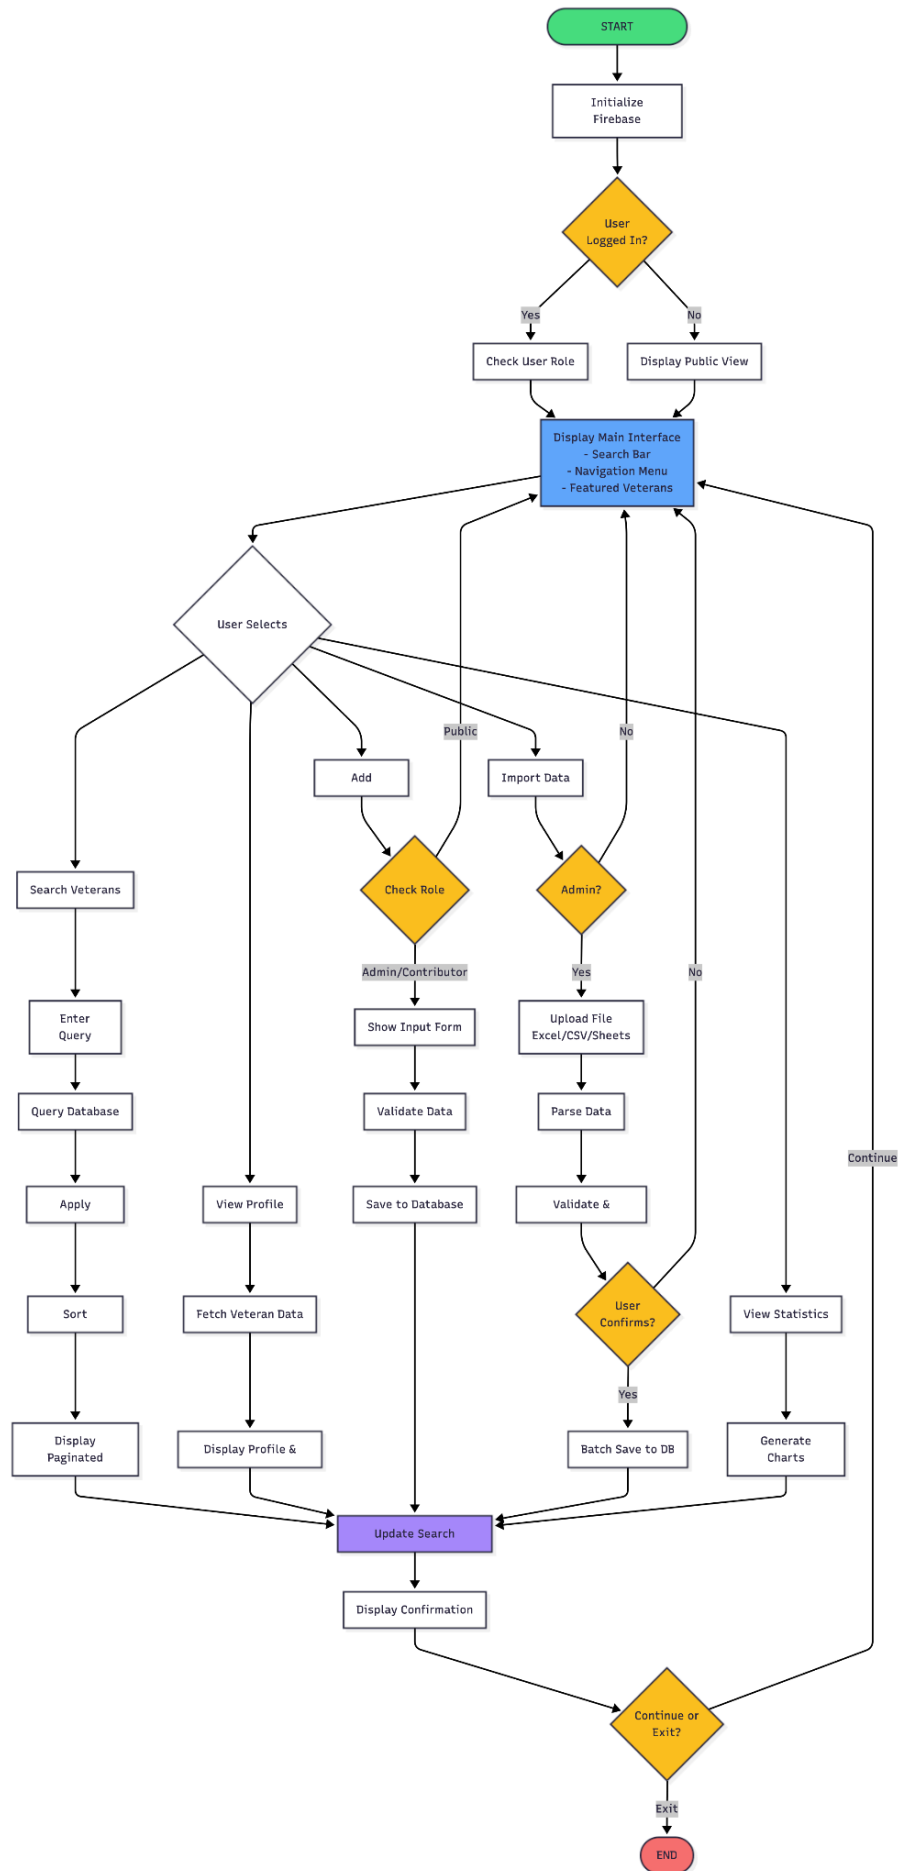 START
Initialize
Firebase
User
Logged In?
Yes
No
Check User Role
Display Public View
Display Main Interface
- Search Bar
- Navigation Menu
- Featured Veterans
User Selects
Public
No
Add
Import Data
Search Veterans
Check Role
Admin?
Admin/Contributor
Yes
No
Enter
Query
Show Input Form
Upload File
Excel/CSV/Sheets
Query Database
Validate Data
Parse Data
Continue
Apply
View Profile
Save to Database
Validate &
Sort
Fetch Veteran Data
User
Confirms?
View Statistics
Yes
Display
Paginated
Display Profile &
Batch Save to DB
Generate
Charts
Update Search
Display Confirmation
Continue or
Exit?
Exit
END